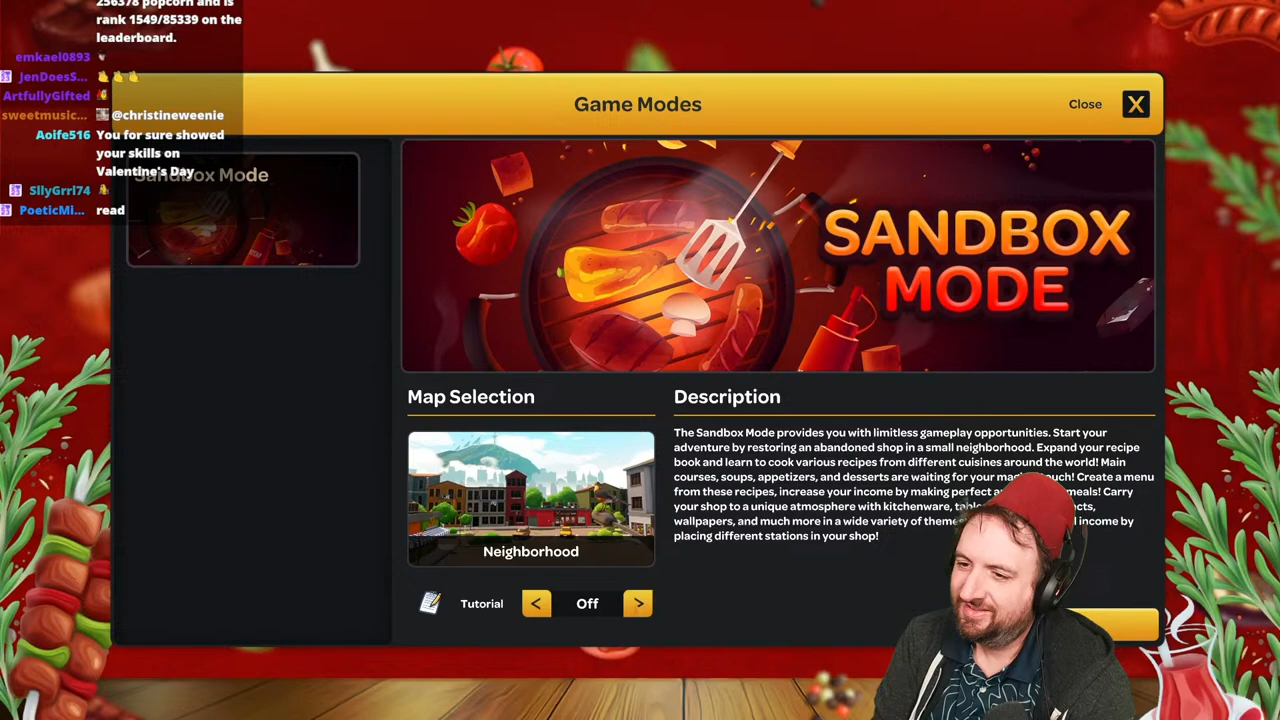 256378 popcorn and is
rank 1549/85339 on the
leaderboard.
emkael0893
JenDoesS...
ArtfullyGifted
sweetmusic... @christineweenie
Aoife516 You for sure showed
your skills on
Valentine's Day
SllyGrrl74
PoeticMi... read
Game Modes
Close X
Sandbox Mode
SANDBOX
MODE
Map Selection
Neighborhood
Tutorial < Off >
Description
The Sandbox Mode provides you with limitless gameplay opportunities. Start your
adventure by restoring an abandoned shop in a small neighborhood. Expand your recipe
book and learn to cook various recipes from different cuisines around the world! Main
courses, soups, appetizers, and desserts are waiting for your touch! Create a menu
from these recipes, increase your income by making perfect meals! Carry
your shop to a unique atmosphere with kitchenware,
wallpapers, and much more in a wide variety of income by
placing different stations in your shop!